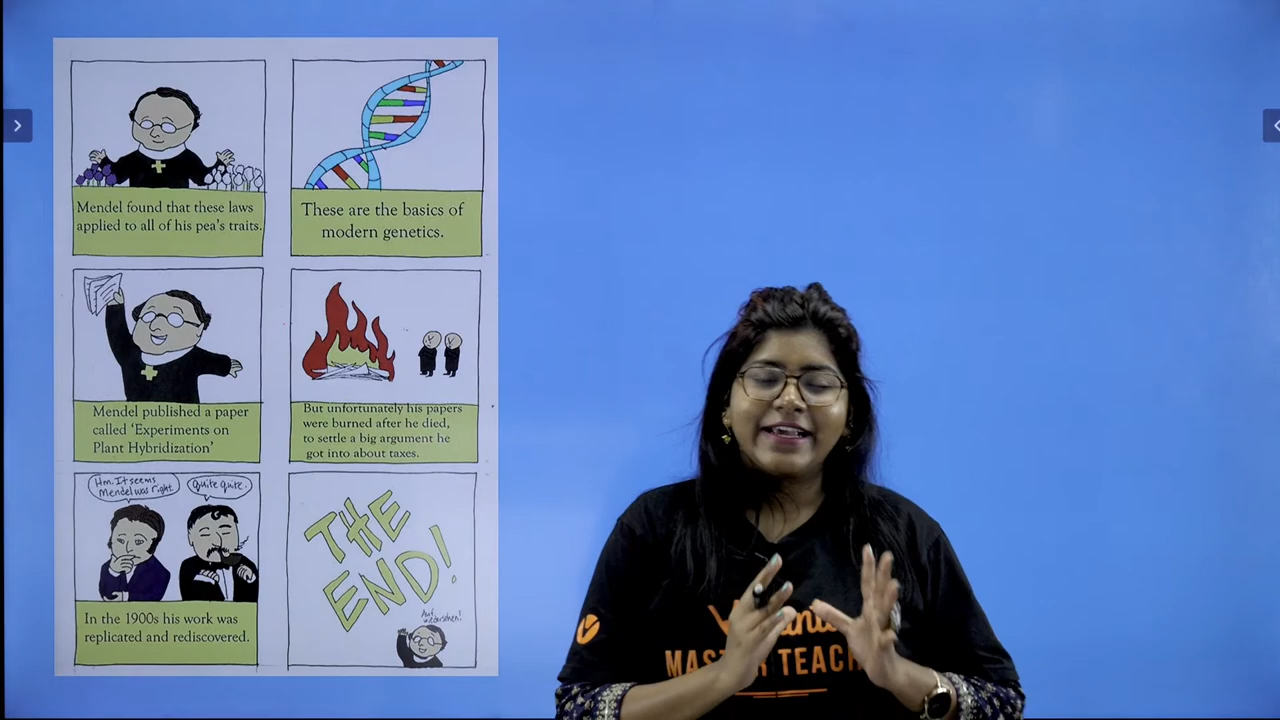 Mendel found that these laws
applied to all of his pea's traits.
These are the basics of
modern genetics.
Mendel published a paper
called 'Experiments on
Plant Hybridization'
But unfortunately his papers
were burned after he died,
to settle a big argument he
got into about taxes.
Hm. It seems
Mendel was right.
Quite quite.
In the 1900s his work was
replicated and rediscovered.
THE
END!
Auf
wiedersehen!
MASTER TEACH